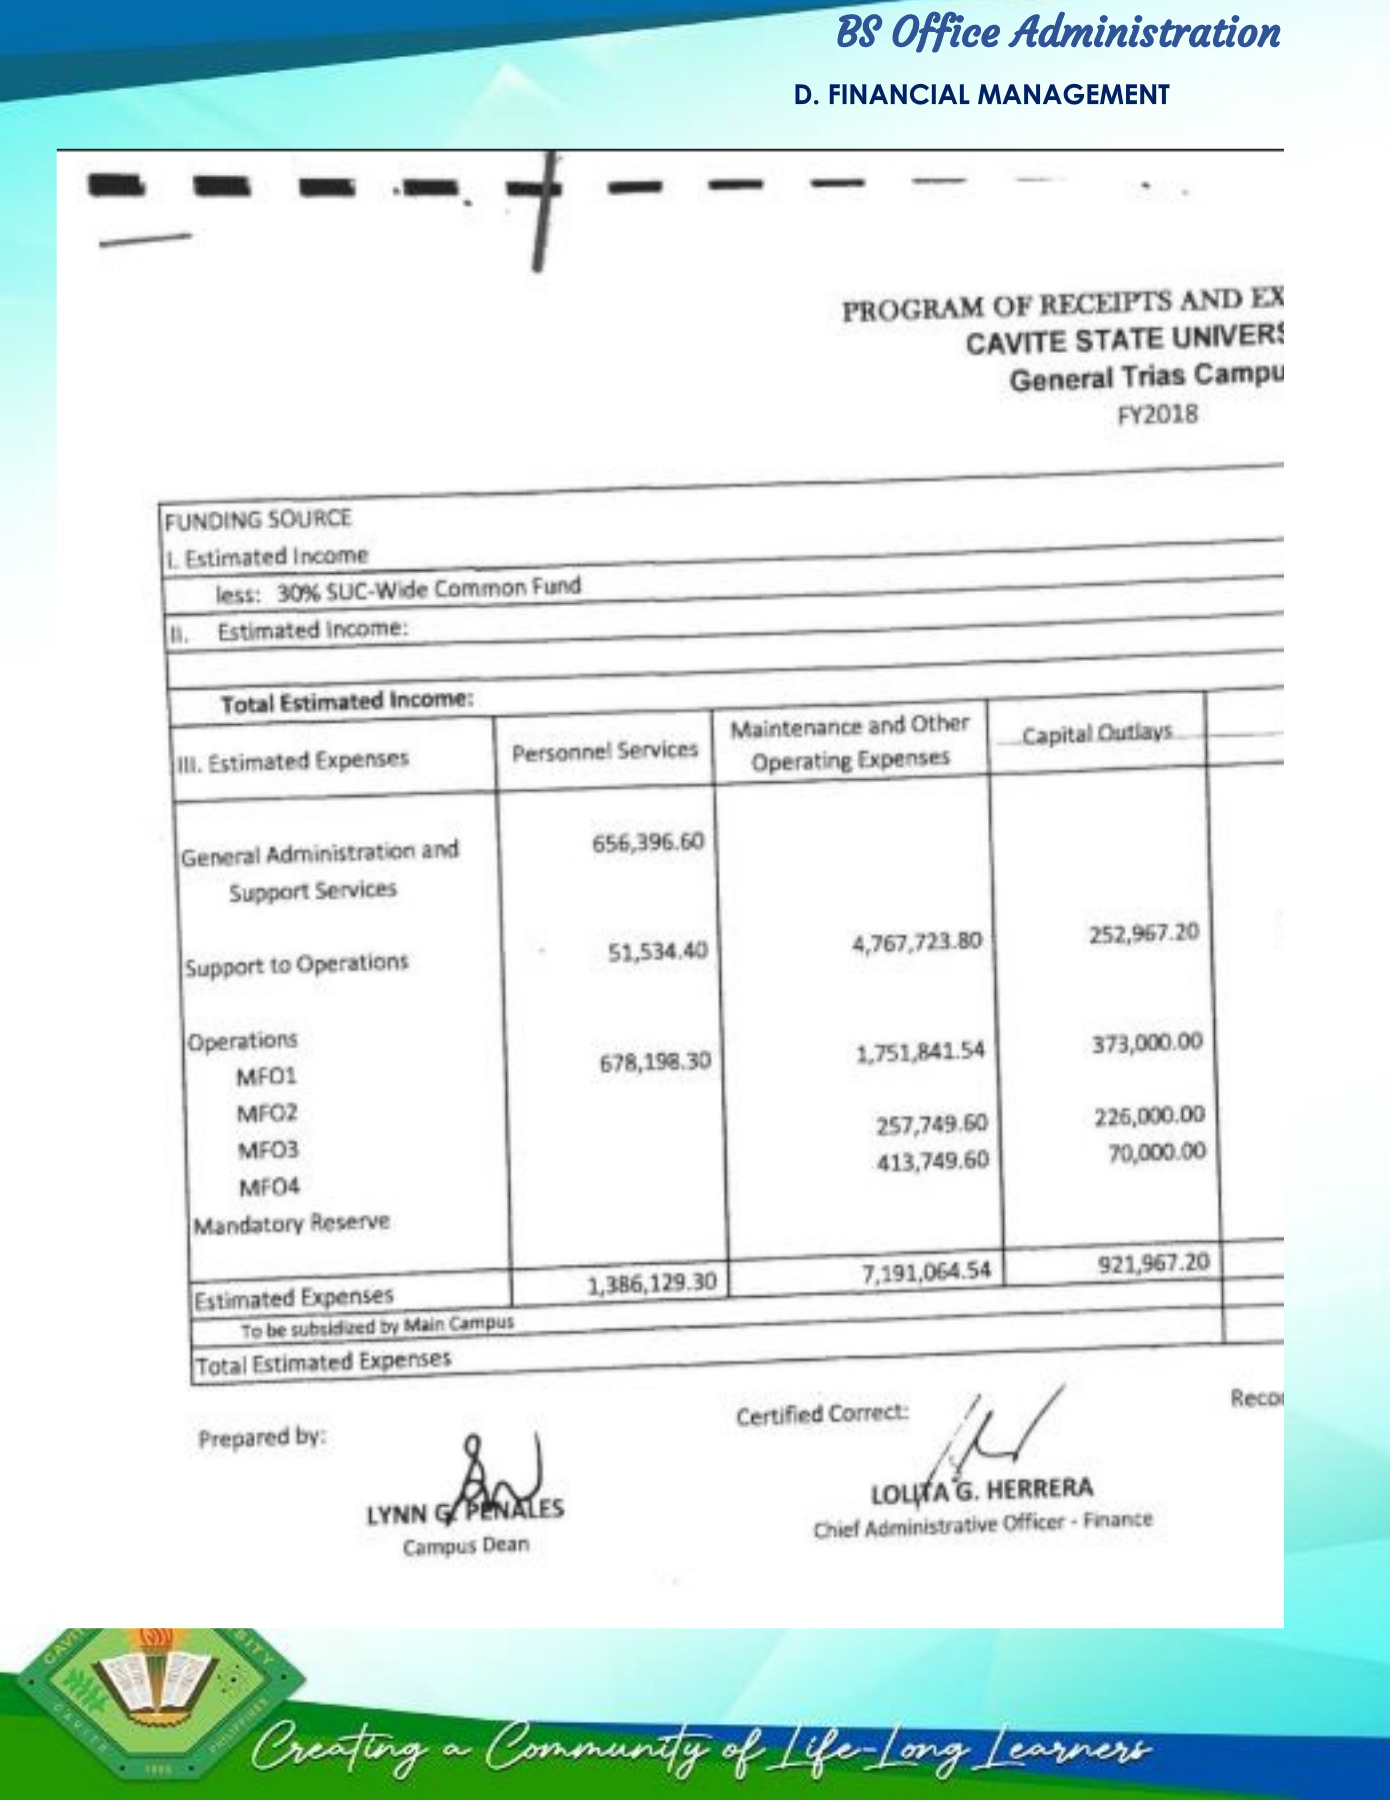 BS Office Administration
D. FINANCIAL MANAGEMENT
PROGRAM OF RECEIPTS AND EX
CAVITE STATE UNIVERS
General Trias Campu
FY2018
FUNDING SOURCE
I. Estimated Income
less: 30% SUC-Wide Common Fund
II. Estimated Income:
Total Estimated Income:
III. Estimated Expenses Personnel Services Maintenance and Other Operating Expenses Capital Outlays
General Administration and 656,396.60
Support Services
Support to Operations 51,534.40 4,767,723.80 252,967.20
Operations
MFO1 678,198.30 1,751,841.54 373,000.00
MFO2
MFO3 257,749.60 226,000.00
MFO4 413,749.60 70,000.00
Mandatory Reserve
Estimated Expenses 1,386,129.30 7,191,064.54 921,967.20
To be subsidized by Main Campus
Total Estimated Expenses
Prepared by: Certified Correct: Recor
LYNN G. PENALES LOLITA G. HERRERA
Campus Dean Chief Administrative Officer - Finance
CAVITE
PHILIPPINES
1906
Creating a Community of Life-Long Learners